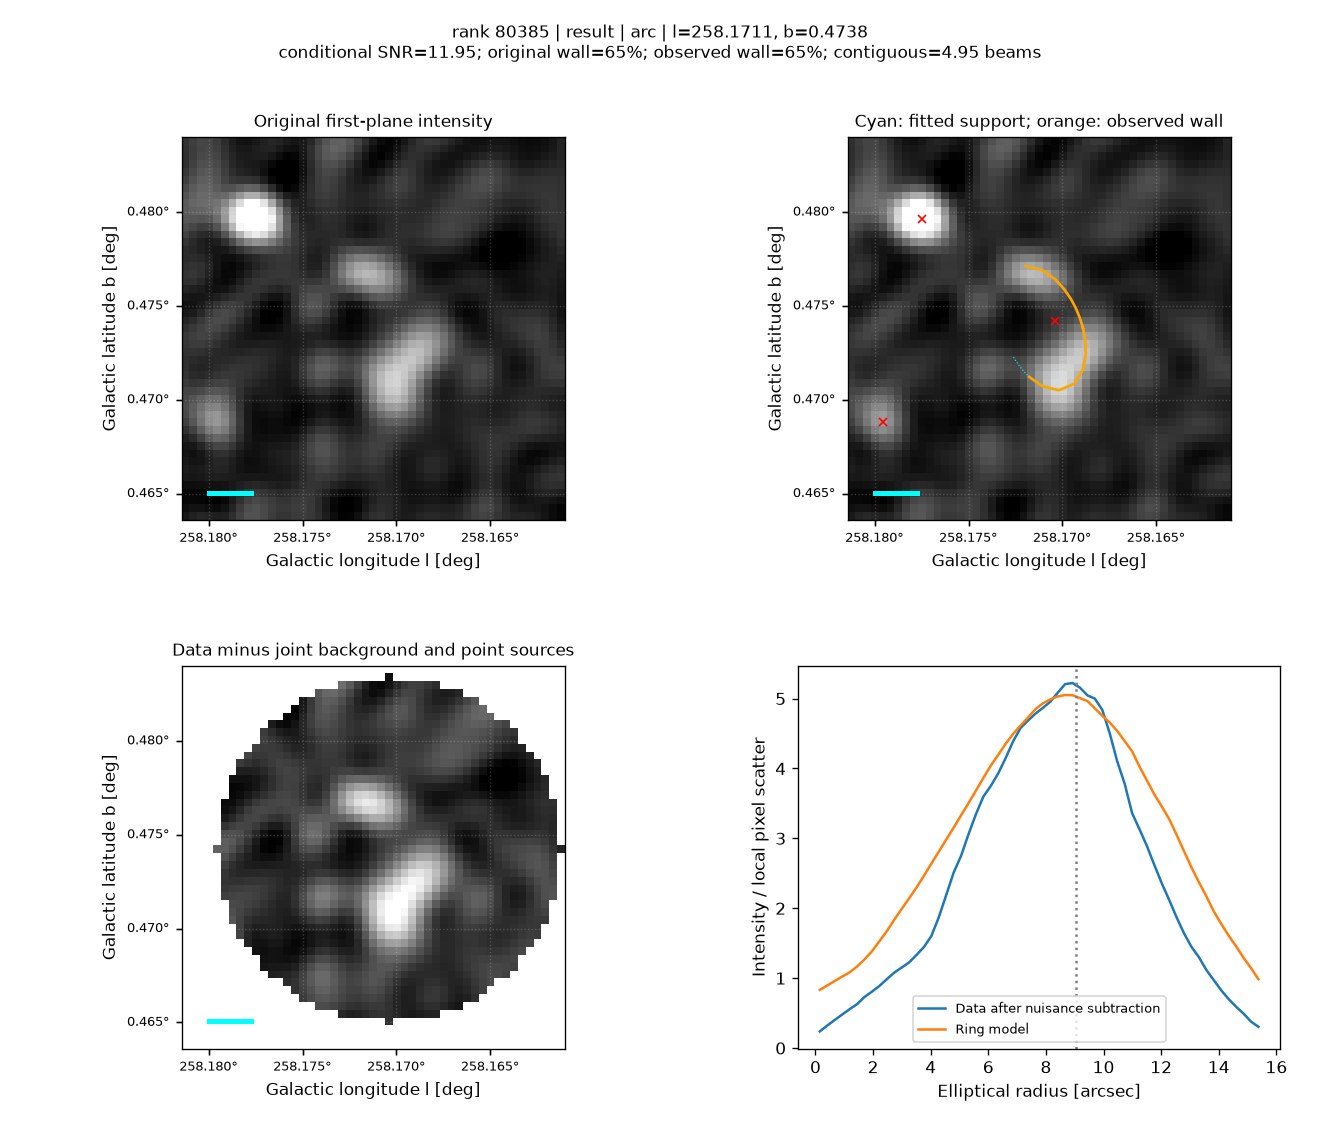 rank 80385 | result | arc | l=258.1711, b=0.4738
conditional SNR=11.95; original wall=65%; observed wall=65%; contiguous=4.95 beams
Original first-plane intensity
0.480°
0.475°
0.470°
0.465°
Galactic latitude b [deg]
258.180°
258.175°
258.170°
258.165°
Galactic longitude l [deg]
Cyan: fitted support; orange: observed wall
0.480°
0.475°
0.470°
0.465°
Galactic latitude b [deg]
258.180°
258.175°
258.170°
258.165°
Galactic longitude l [deg]
Data minus joint background and point sources
0.480°
0.475°
0.470°
0.465°
Galactic latitude b [deg]
258.180°
258.175°
258.170°
258.165°
Galactic longitude l [deg]
5
4
3
2
1
0
Intensity / local pixel scatter
Data after nuisance subtraction
Ring model
0
2
4
6
8
10
12
14
16
Elliptical radius [arcsec]